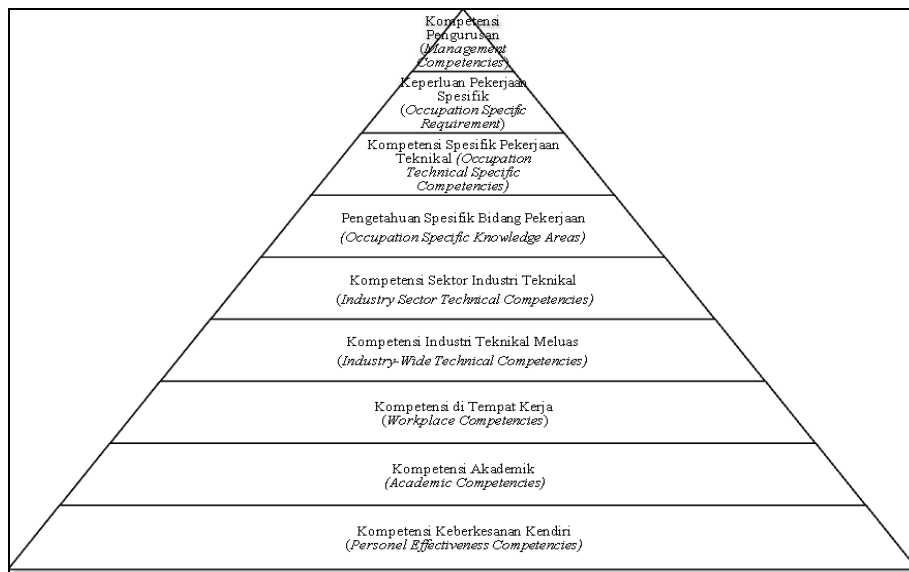 Kompetensi
Pengurusan
(Management
Competencies)
Keperluan Pekerjaan
Spesifik
(Occupation Specific
Requirement)
Kompetensi Spesifik Pekerjaan
Teknikal (Occupation
Technical Specific
Competencies)
Pengetahuan Spesifik Bidang Pekerjaan
(Occupation Specific Knowledge Areas)
Kompetensi Sektor Industri Teknikal
(Industry Sector Technical Competencies)
Kompetensi Industri Teknikal Meluas
(Industry-Wide Technical Competencies)
Kompetensi di Tempat Kerja
(Workplace Competencies)
Kompetensi Akademik
(Academic Competencies)
Kompetensi Keberkesanan Kendiri
(Personel Effectiveness Competencies)